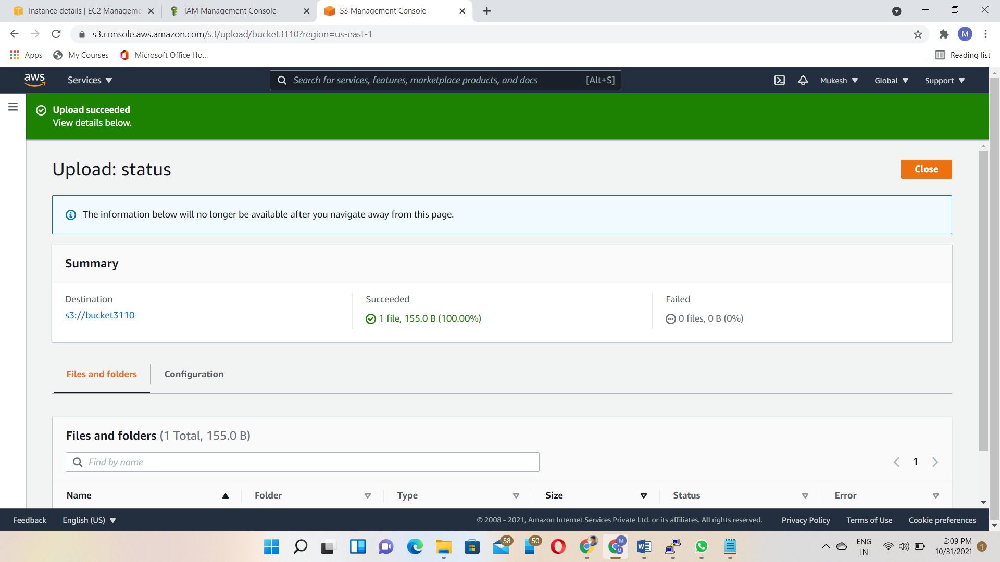 Instance details | EC2 Manageme
IAM Management Console
S3 Management Console
s3.console.aws.amazon.com/s3/upload/bucket3110?region=us-east-1
M
Apps
My Courses
Microsoft Office Ho...
Reading list
aws
Services
Search for services, features, marketplace products, and docs
[Alt+S]
Mukesh
Global
Support
Upload succeeded
View details below.
Upload: status
Close
The information below will no longer be available after you navigate away from this page.
Summary
Destination
s3://bucket3110
Succeeded
1 file, 155.0 B (100.00%)
Failed
0 files, 0 B (0%)
Files and folders
Configuration
Files and folders (1 Total, 155.0 B)
Find by name
1
Name
Folder
Type
Size
Status
Error
Feedback
English (US)
© 2008 - 2021, Amazon Internet Services Private Ltd. or its affiliates. All rights reserved.
Privacy Policy
Terms of Use
Cookie preferences
58
50
M
M
W
ENG
IN
2:09 PM
10/31/2021
1